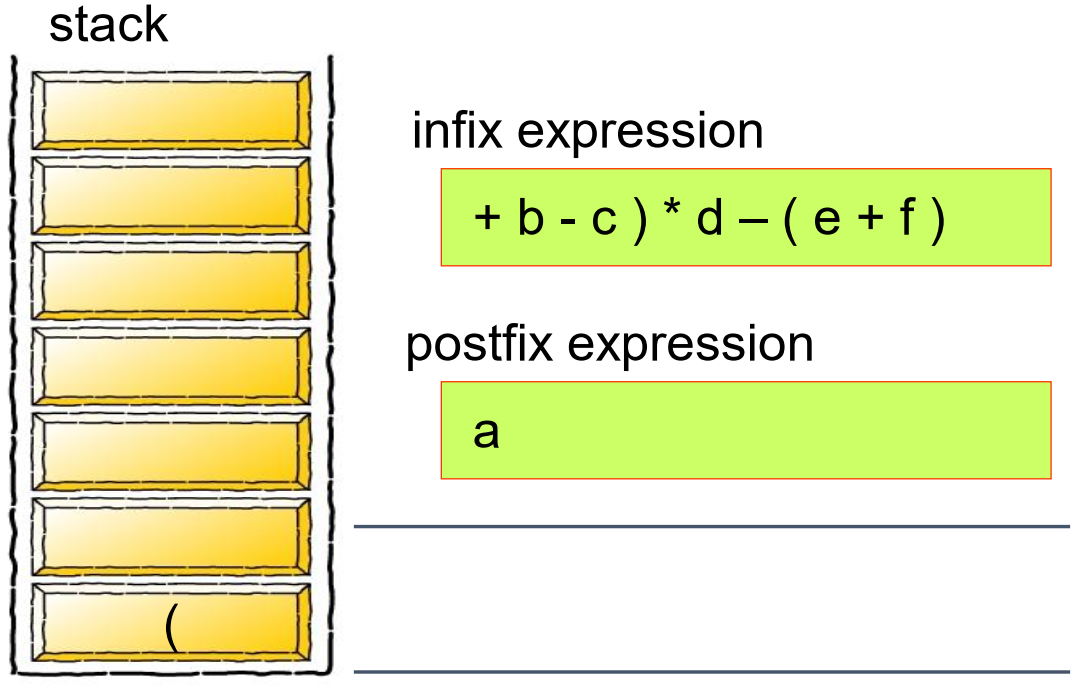 stack
infix expression
+ b - c ) * d – ( e + f )
postfix expression
a
(